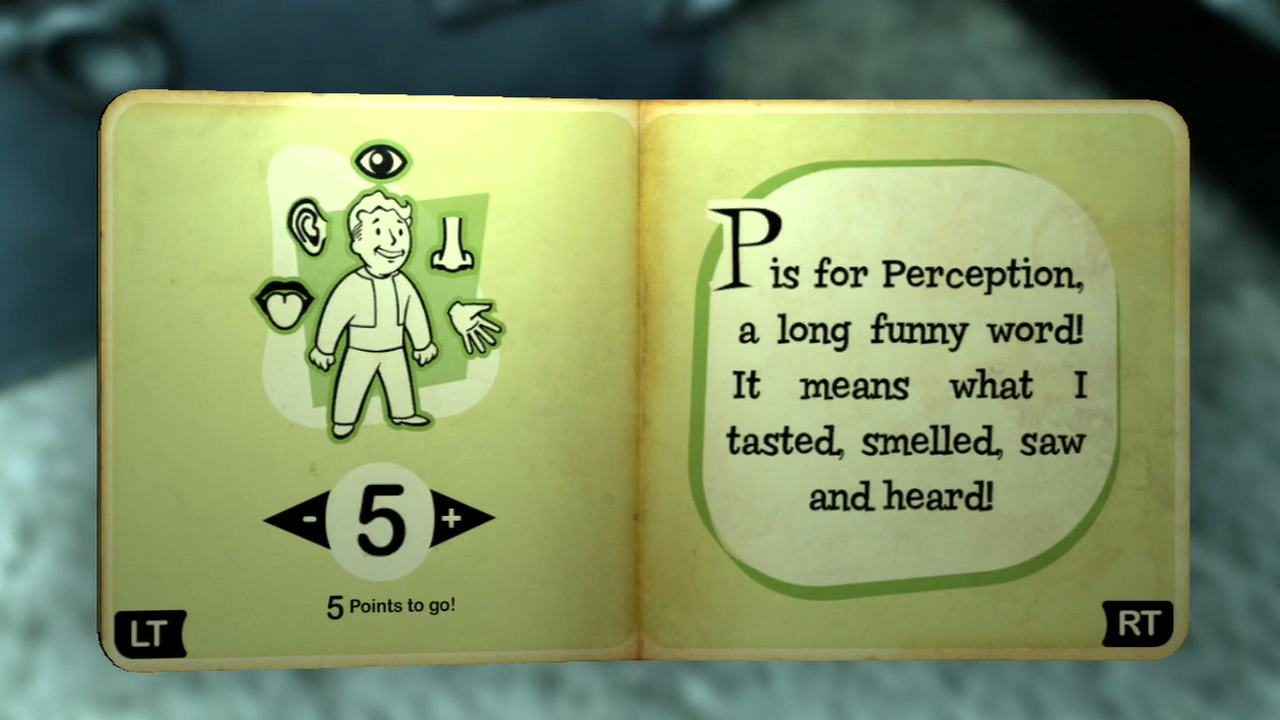 - 5 +
5 Points to go!
LT
P is for Perception,
a long funny word!
It means what I
tasted, smelled, saw
and heard!
RT